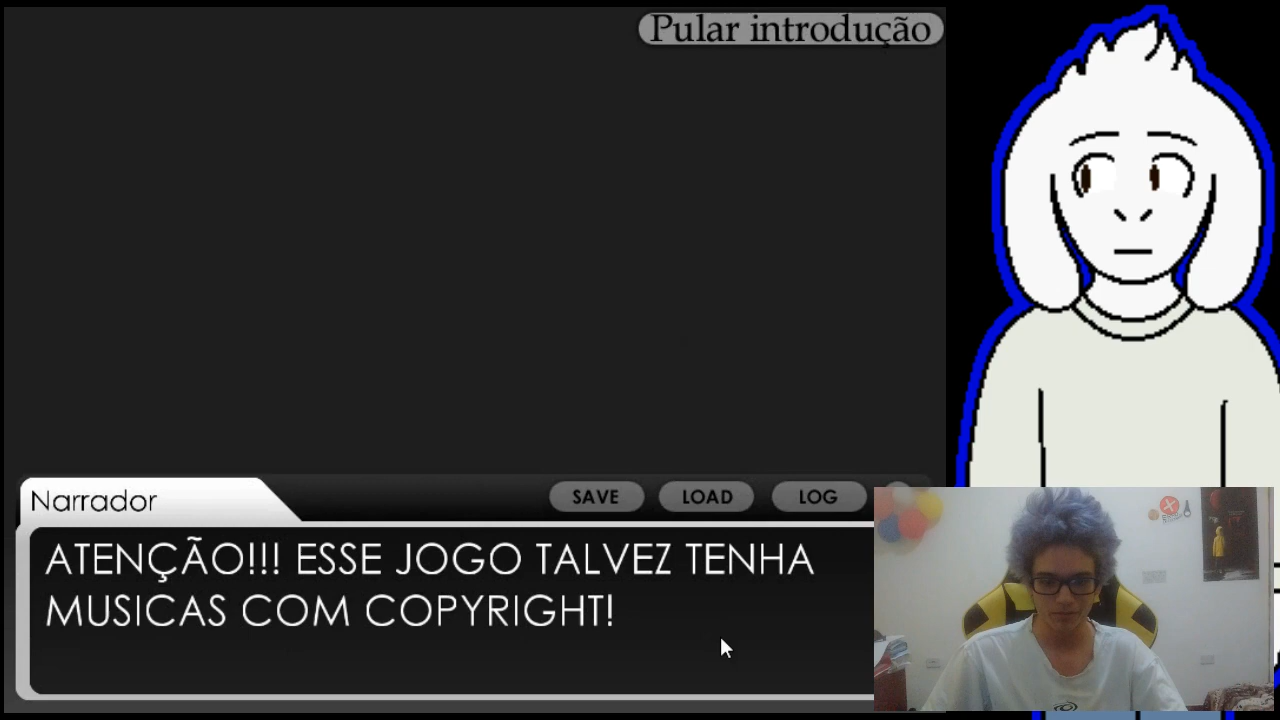 Pular introdução
Narrador
SAVE
LOAD
LOG
ATENÇÃO!!! ESSE JOGO TALVEZ TENHA
MUSICAS COM COPYRIGHT!